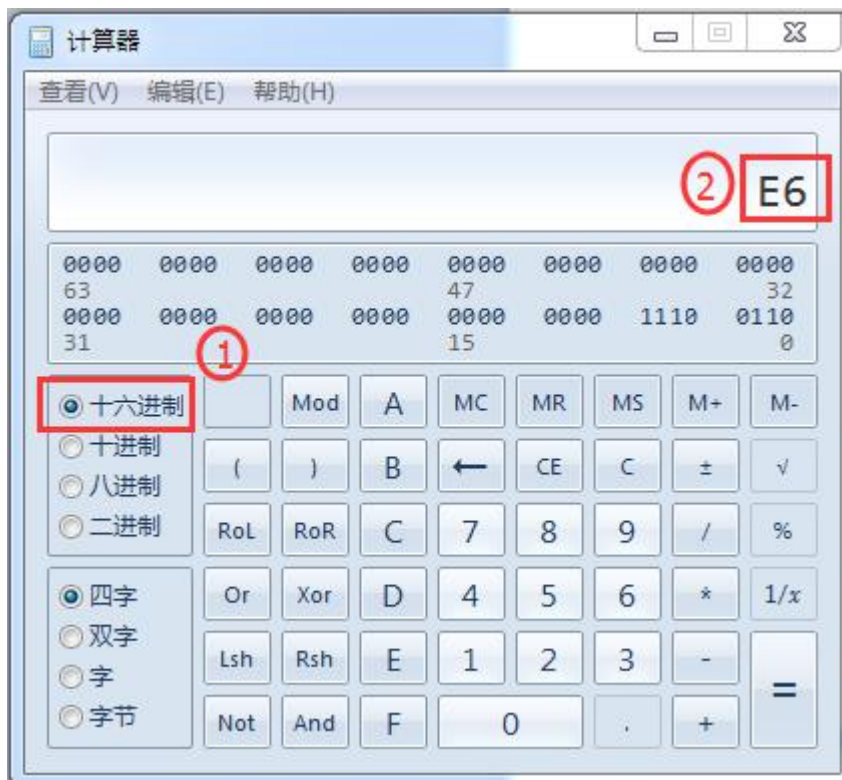 计算器
查看(V) 编辑(E) 帮助(H)
② E6
0000 0000 0000 0000 0000 0000 0000 0000
63 47 32
0000 0000 0000 0000 0000 0000 1110 0110
31 15 0
①
十六进制 Mod A MC MR MS M+ M-
十进制
( ) B ← CE C ± √
八进制
二进制 RoL RoR C 7 8 9 / %
四字 Or Xor D 4 5 6 * 1/x
双字
Lsh Rsh E 1 2 3 - =
字
字节 Not And F 0 . +